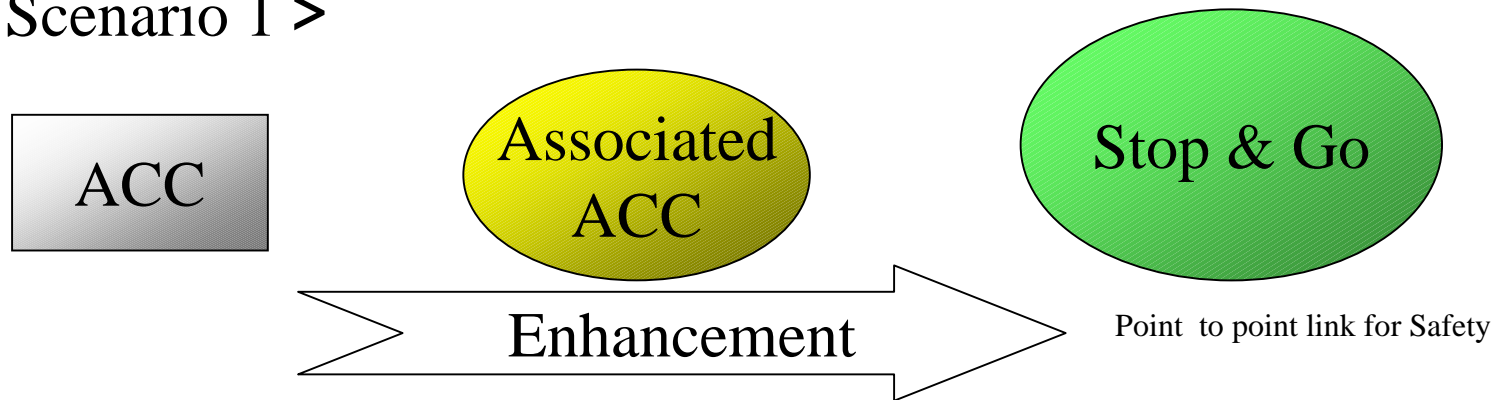 Scenario 1 >
ACC
Associated
ACC
Stop & Go
Enhancement
Point to point link for Safety